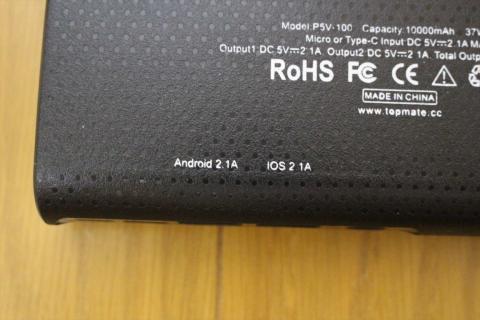 Model:P5V-100 Capacity:10000mAh 37W
Micro or Type-C Input:DC 5V⎓2.1A
Output1:DC 5V⎓2.1A, Output2:DC 5V⎓2.1A. Total
RoHS FC CE
MADE IN CHINA
www.topmate.cc
Android 2.1A IOS 2.1A